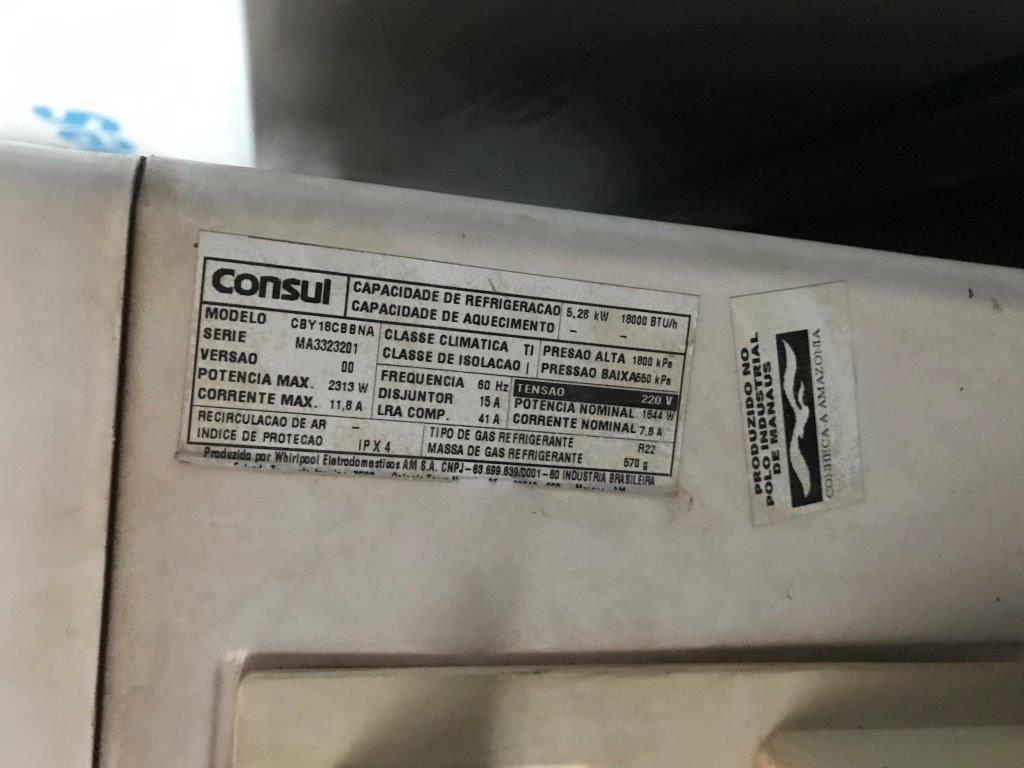 Consul
CAPACIDADE DE REFRIGERACAO 5,28 kW 18000 BTU/h
CAPACIDADE DE AQUECIMENTO – –
MODELO CBY18CBBNA
SERIE MA3323201
VERSAO 00
POTENCIA MAX. 2313 W
CORRENTE MAX. 11,8 A
CLASSE CLIMATICA TI
CLASSE DE ISOLACAO I
PRESAO ALTA 1800 kPa
PRESSAO BAIXA 560 kPa
FREQUENCIA 60 Hz
DISJUNTOR 15 A
LRA COMP. 41 A
TENSAO 220 V
POTENCIA NOMINAL 1644 W
CORRENTE NOMINAL 7,8 A
RECIRCULACAO DE AR –
INDICE DE PROTECAO IPX4
TIPO DE GAS REFRIGERANTE R22
MASSA DE GAS REFRIGERANTE 570 g
Produzido por Whirlpool Eletrodomesticos AM S.A. CNPJ - 63.699.839/0001-80 INDUSTRIA BRASILEIRA
PRODUZIDO NO
POLO INDUSTRIAL
DE MANAUS
CONHECA A AMAZONIA